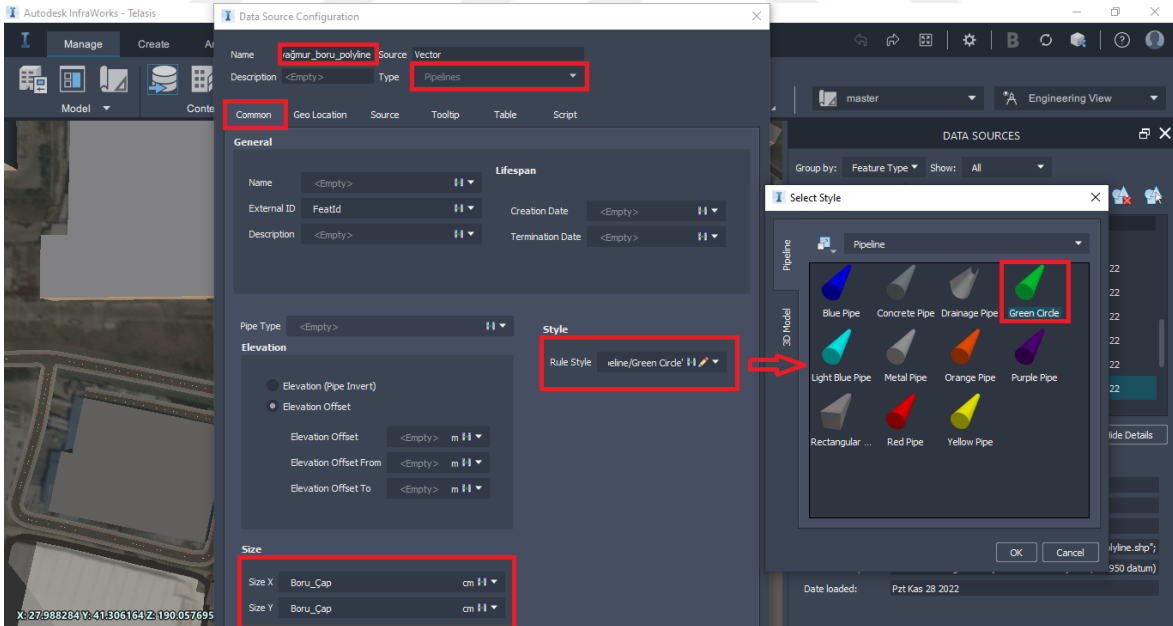 Autodesk InfraWorks - Telasis
Manage
Create
Model
Conte
master
Engineering View
DATA SOURCES
Group by: Feature Type Show: All
22
22
22
22
22
22
Hide Details
olyline.shp";
950 datum)
Date loaded: Pzt Kas 28 2022
X: 27.988284 Y: 41.306164 Z: 190.057695
Data Source Configuration
Name yağmur_boru_polyline Source Vector
Description <Empty> Type Pipelines
Common Geo Location Source Tooltip Table Script
General
Name <Empty>
External ID FeatId
Description <Empty>
Lifespan
Creation Date <Empty>
Termination Date <Empty>
Pipe Type <Empty>
Style
Rule Style eline/Green Circle'
Elevation
Elevation (Pipe Invert)
Elevation Offset
Elevation Offset <Empty> m
Elevation Offset From <Empty> m
Elevation Offset To <Empty> m
Size
Size X Boru_Çap cm
Size Y Boru_Çap cm
Select Style
Pipeline
3D Model
Pipeline
Blue Pipe Concrete Pipe Drainage Pipe Green Circle
Light Blue Pipe Metal Pipe Orange Pipe Purple Pipe
Rectangular ... Red Pipe Yellow Pipe
OK Cancel